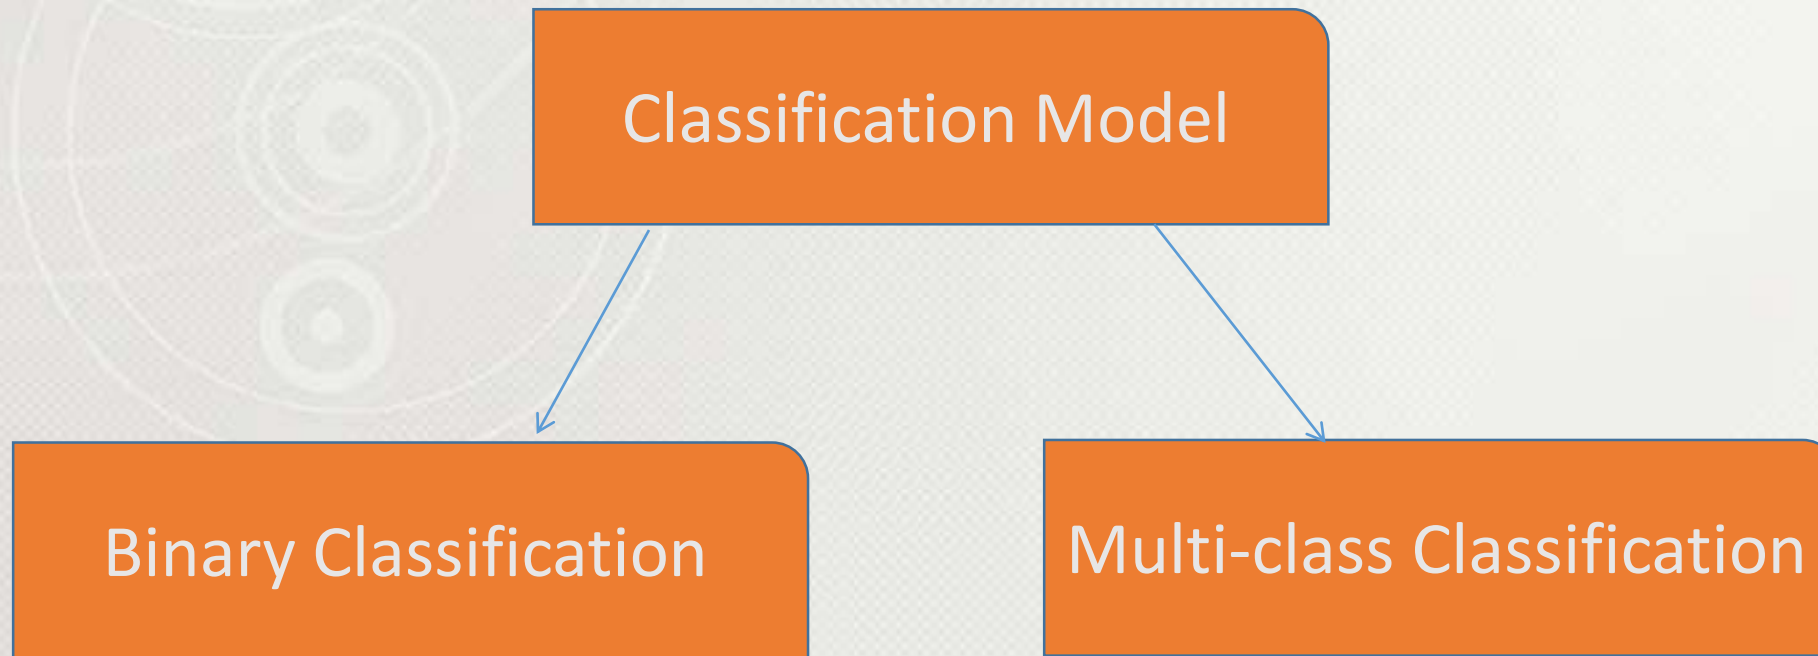 Classification Model
Binary Classification
Multi-class Classification